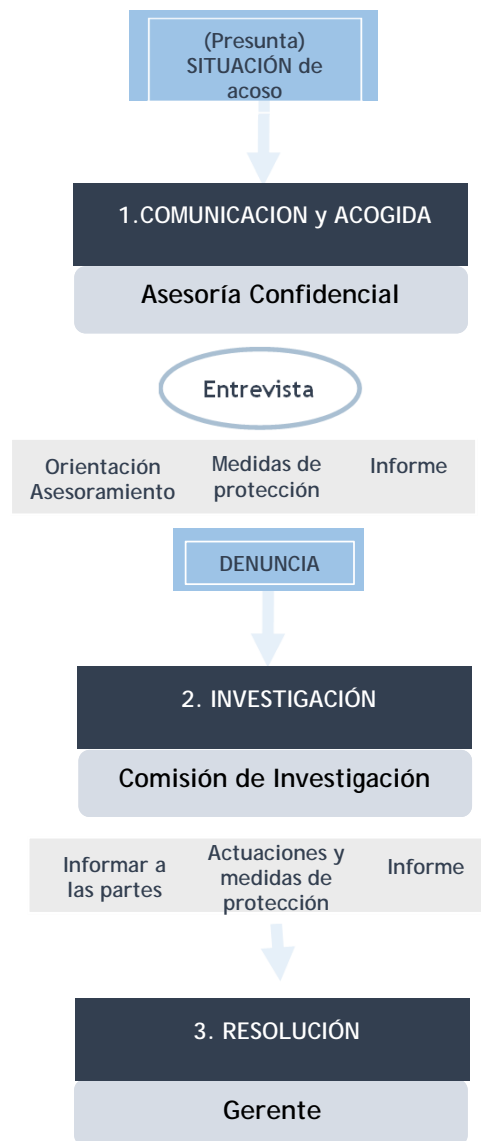 (Presunta)
SITUACIÓN de
acoso
1.COMUNICACION y ACOGIDA
Asesoría Confidencial
Entrevista
Orientación
Asesoramiento
Medidas de
protección
Informe
DENUNCIA
2. INVESTIGACIÓN
Comisión de Investigación
Informar a
las partes
Actuaciones y
medidas de
protección
Informe
3. RESOLUCIÓN
Gerente